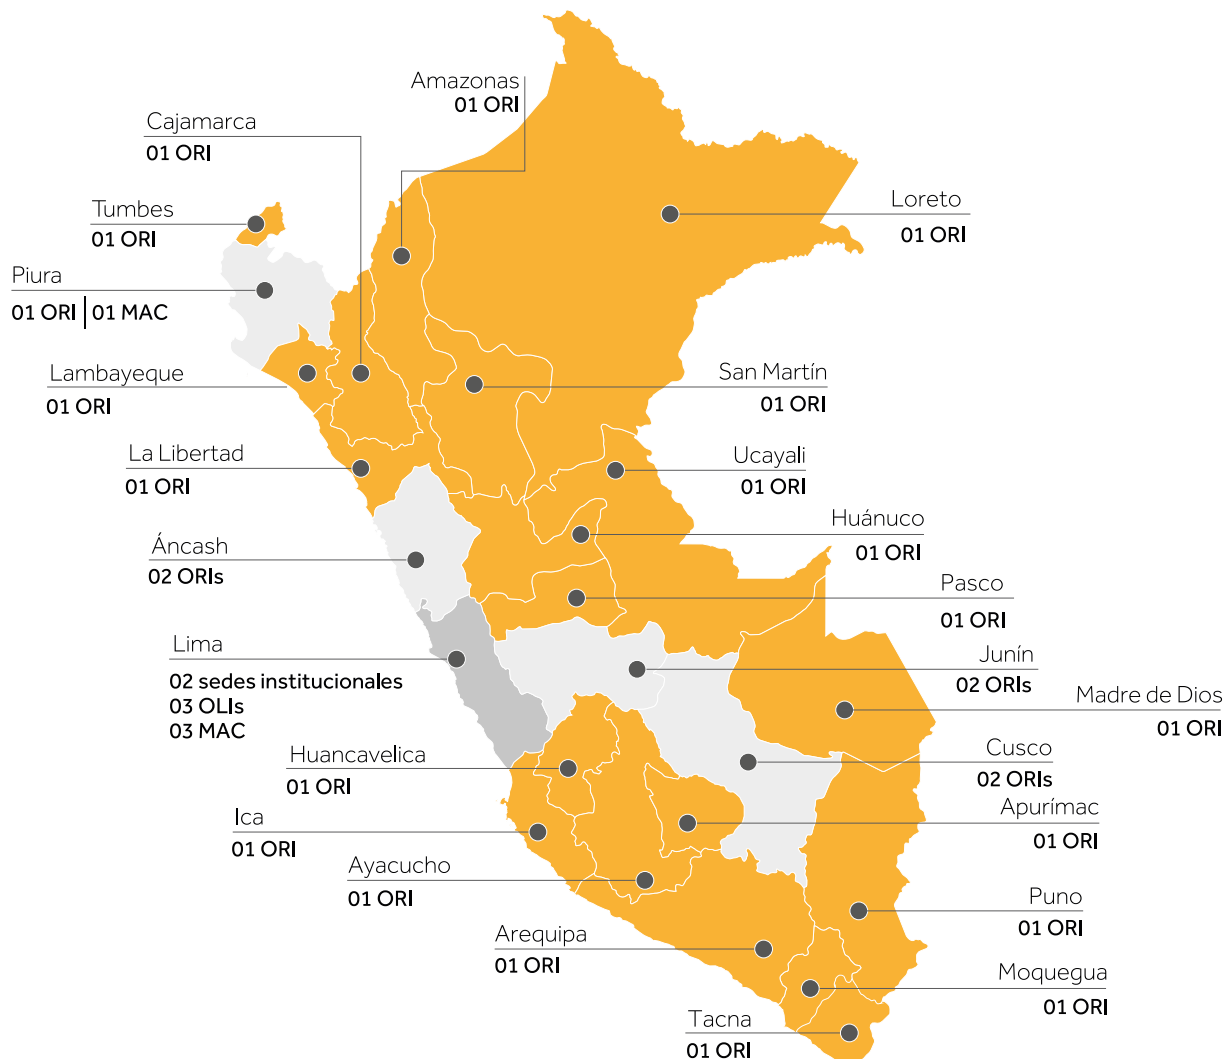 Amazonas
01 ORI
Cajamarca
01 ORI
Tumbes
01 ORI
Loreto
01 ORI
Piura
01 ORI | 01 MAC
Lambayeque
01 ORI
San Martín
01 ORI
La Libertad
01 ORI
Ucayali
01 ORI
Huánuco
01 ORI
Áncash
02 ORIs
Pasco
01 ORI
Lima
02 sedes institucionales
03 OLIs
03 MAC
Junín
02 ORIs
Madre de Dios
01 ORI
Huancavelica
01 ORI
Cusco
02 ORIs
Ica
01 ORI
Apurímac
01 ORI
Ayacucho
01 ORI
Puno
01 ORI
Arequipa
01 ORI
Moquegua
01 ORI
Tacna
01 ORI